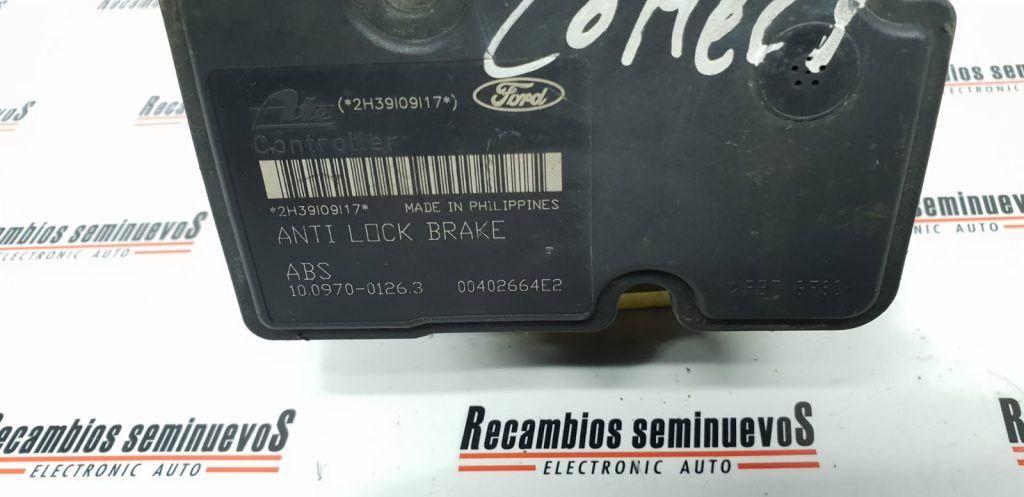 COMECI
Ate (*2H39I09I17*) Ford
Controller
*2H39I09I17* MADE IN PHILIPPINES
ANTI LOCK BRAKE
ABS
10.0970-0126.3 00402664E2
Recambios
Recambios seminuevoS
ELECTRONIC AUTO
seminuevoS
ELECTRONIC AUTO
Recambios seminuevoS
ELECTRONIC AUTO
Recambios seminuevoS
ELECTRONIC AUTO